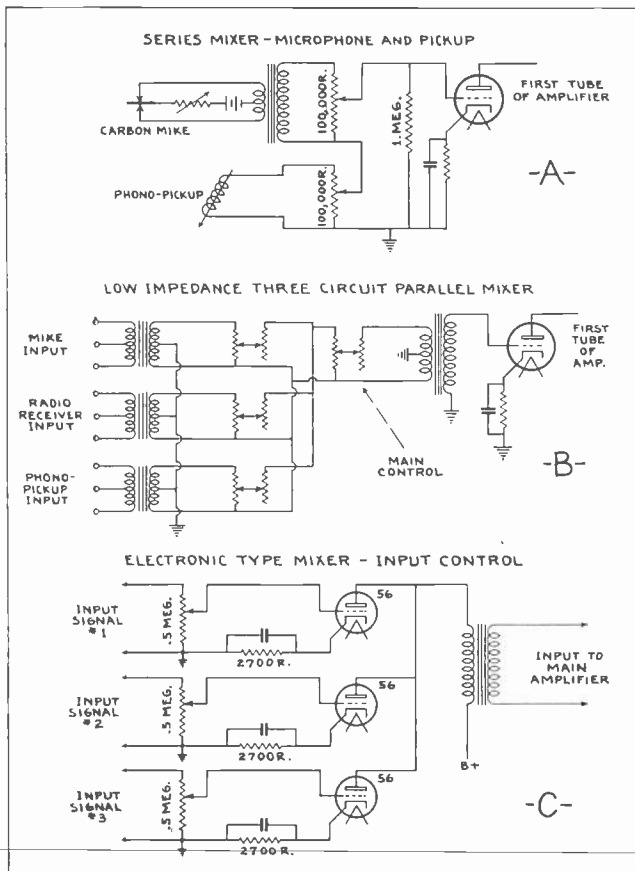 SERIES MIXER - MICROPHONE AND PICKUP
CARBON MIKE
100,000R.
1. MEG.
FIRST TUBE
OF AMPLIFIER
PHONO-PICKUP
100,000R.
-A-
LOW IMPEDANCE THREE CIRCUIT PARALLEL MIXER
MIKE
INPUT
RADIO
RECEIVER
INPUT
PHONO-
PICKUP
INPUT
MAIN
CONTROL
FIRST
TUBE
OF
AMP.
-B-
ELECTRONIC TYPE MIXER - INPUT CONTROL
INPUT
SIGNAL
#1
.5 MEG.
2700R.
56
INPUT
SIGNAL
#2
.5 MEG.
2700R.
56
INPUT
SIGNAL
#3
.5 MEG.
2700R.
56
B+
INPUT TO
MAIN
AMPLIFIER
-C-